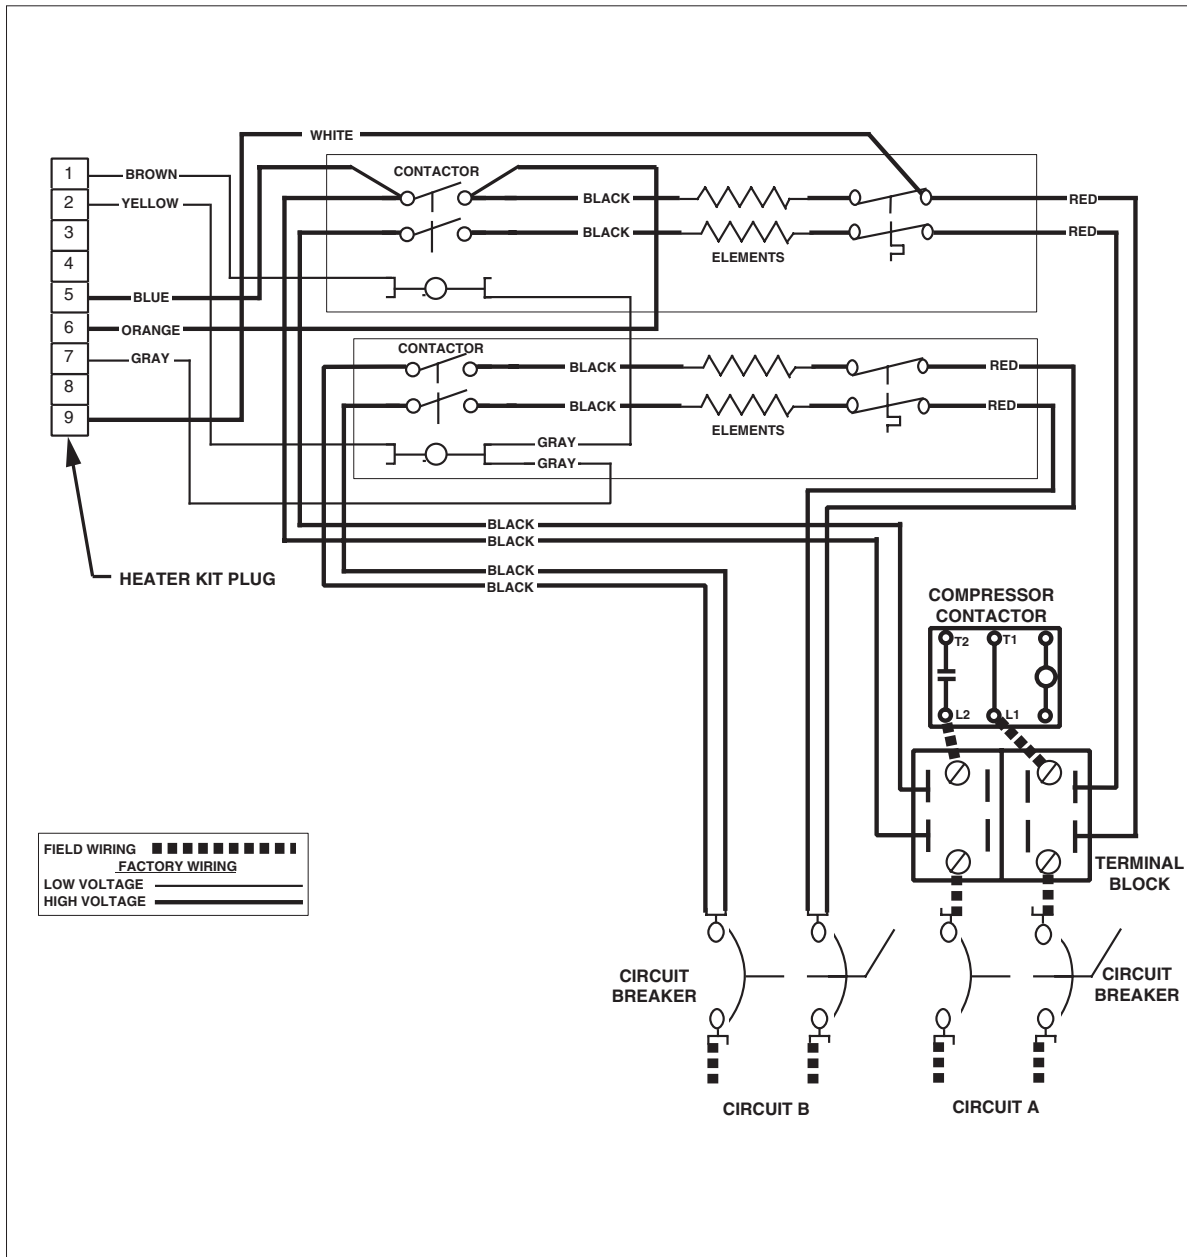 WHITE
1
BROWN
CONTACTOR
2
YELLOW
BLACK
RED
3
BLACK
RED
4
ELEMENTS
5
BLUE
6
ORANGE
7
GRAY
CONTACTOR
BLACK
RED
8
9
BLACK
RED
ELEMENTS
GRAY
GRAY
BLACK
BLACK
BLACK
BLACK
HEATER KIT PLUG
COMPRESSOR
CONTACTOR
T2
T1
L2
L1
FIELD WIRING
FACTORY WIRING
LOW VOLTAGE
HIGH VOLTAGE
TERMINAL
BLOCK
CIRCUIT
BREAKER
CIRCUIT
BREAKER
CIRCUIT B
CIRCUIT A